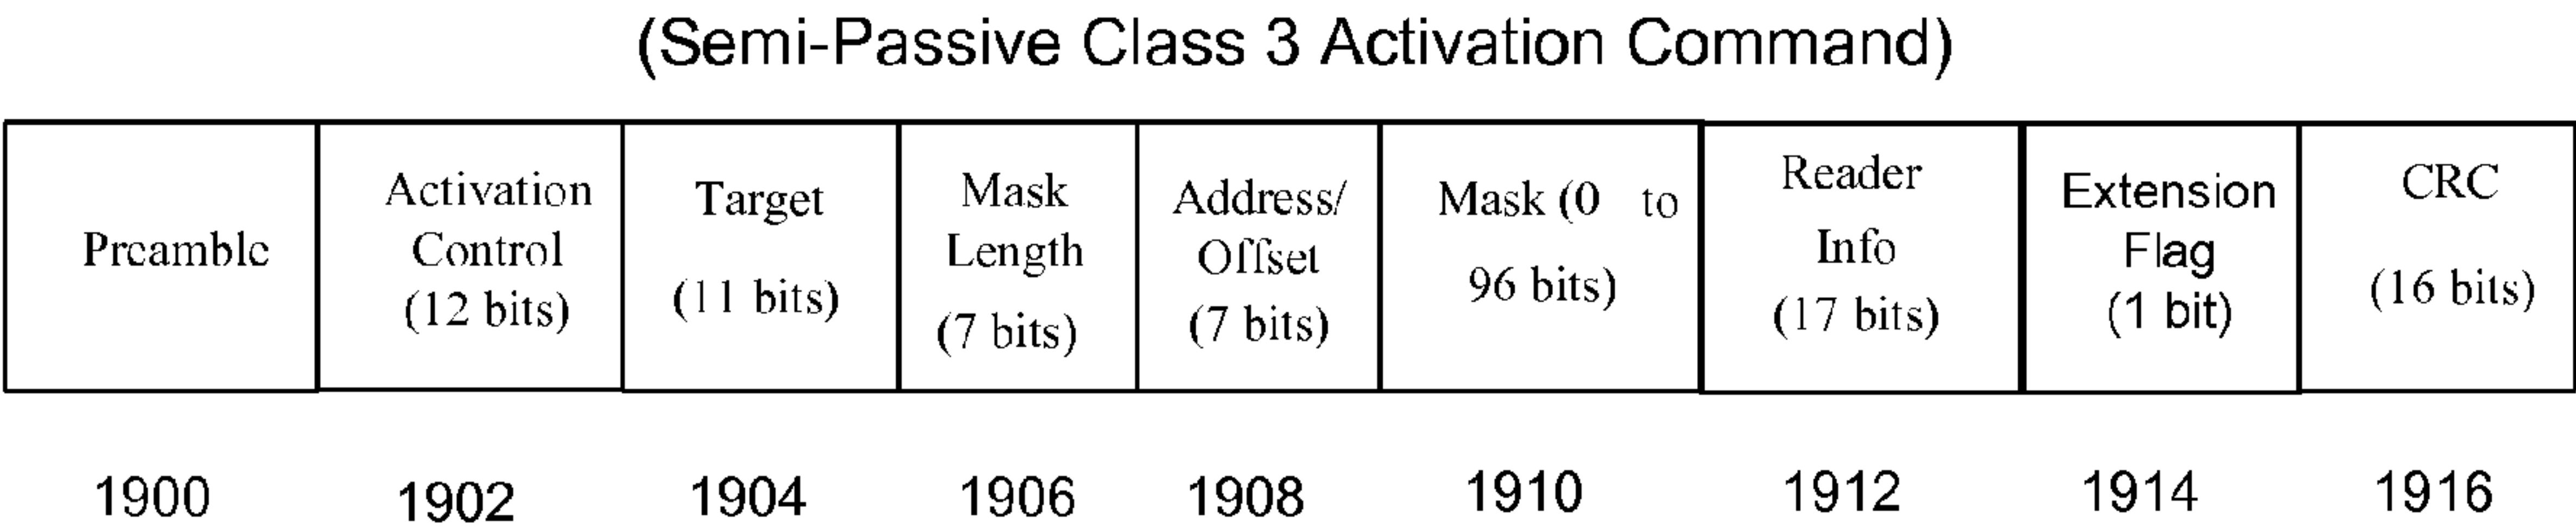 (Semi-Passive Class 3 Activation Command)
Preamble
Activation
Control
(12 bits)
Target
(11 bits)
Mask
Length
(7 bits)
Address/
Offset
(7 bits)
Mask (0 to
96 bits)
Reader
Info
(17 bits)
Extension
Flag
(1 bit)
CRC
(16 bits)
1900 1902 1904 1906 1908 1910 1912 1914 1916